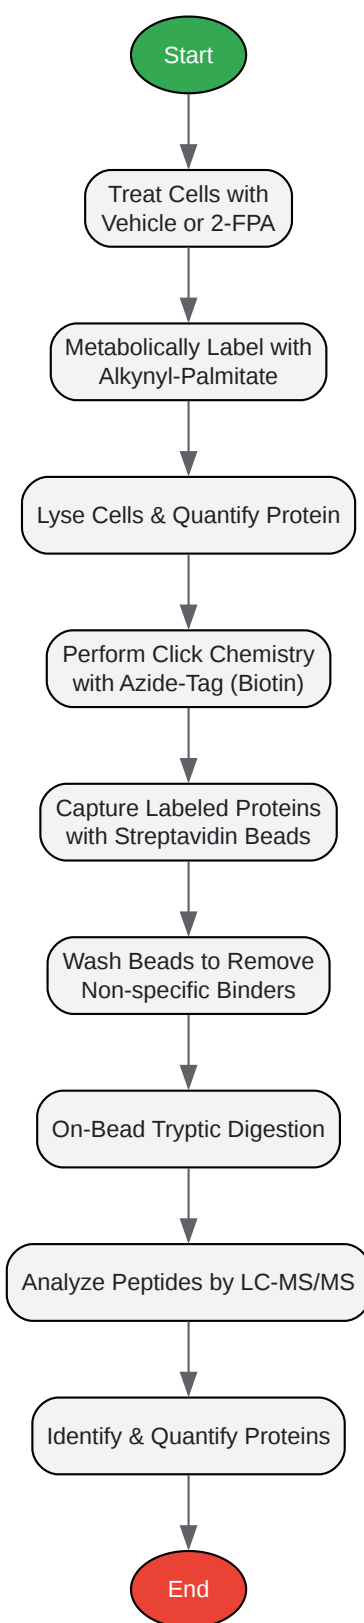 Start
Treat Cells with
Vehicle or 2-FPA
Metabolically Label with
Alkynyl-Palmitate
Lyse Cells & Quantify Protein
Perform Click Chemistry
with Azide-Tag (Biotin)
Capture Labeled Proteins
with Streptavidin Beads
Wash Beads to Remove
Non-specific Binders
On-Bead Tryptic Digestion
Analyze Peptides by LC-MS/MS
Identify & Quantify Proteins
End